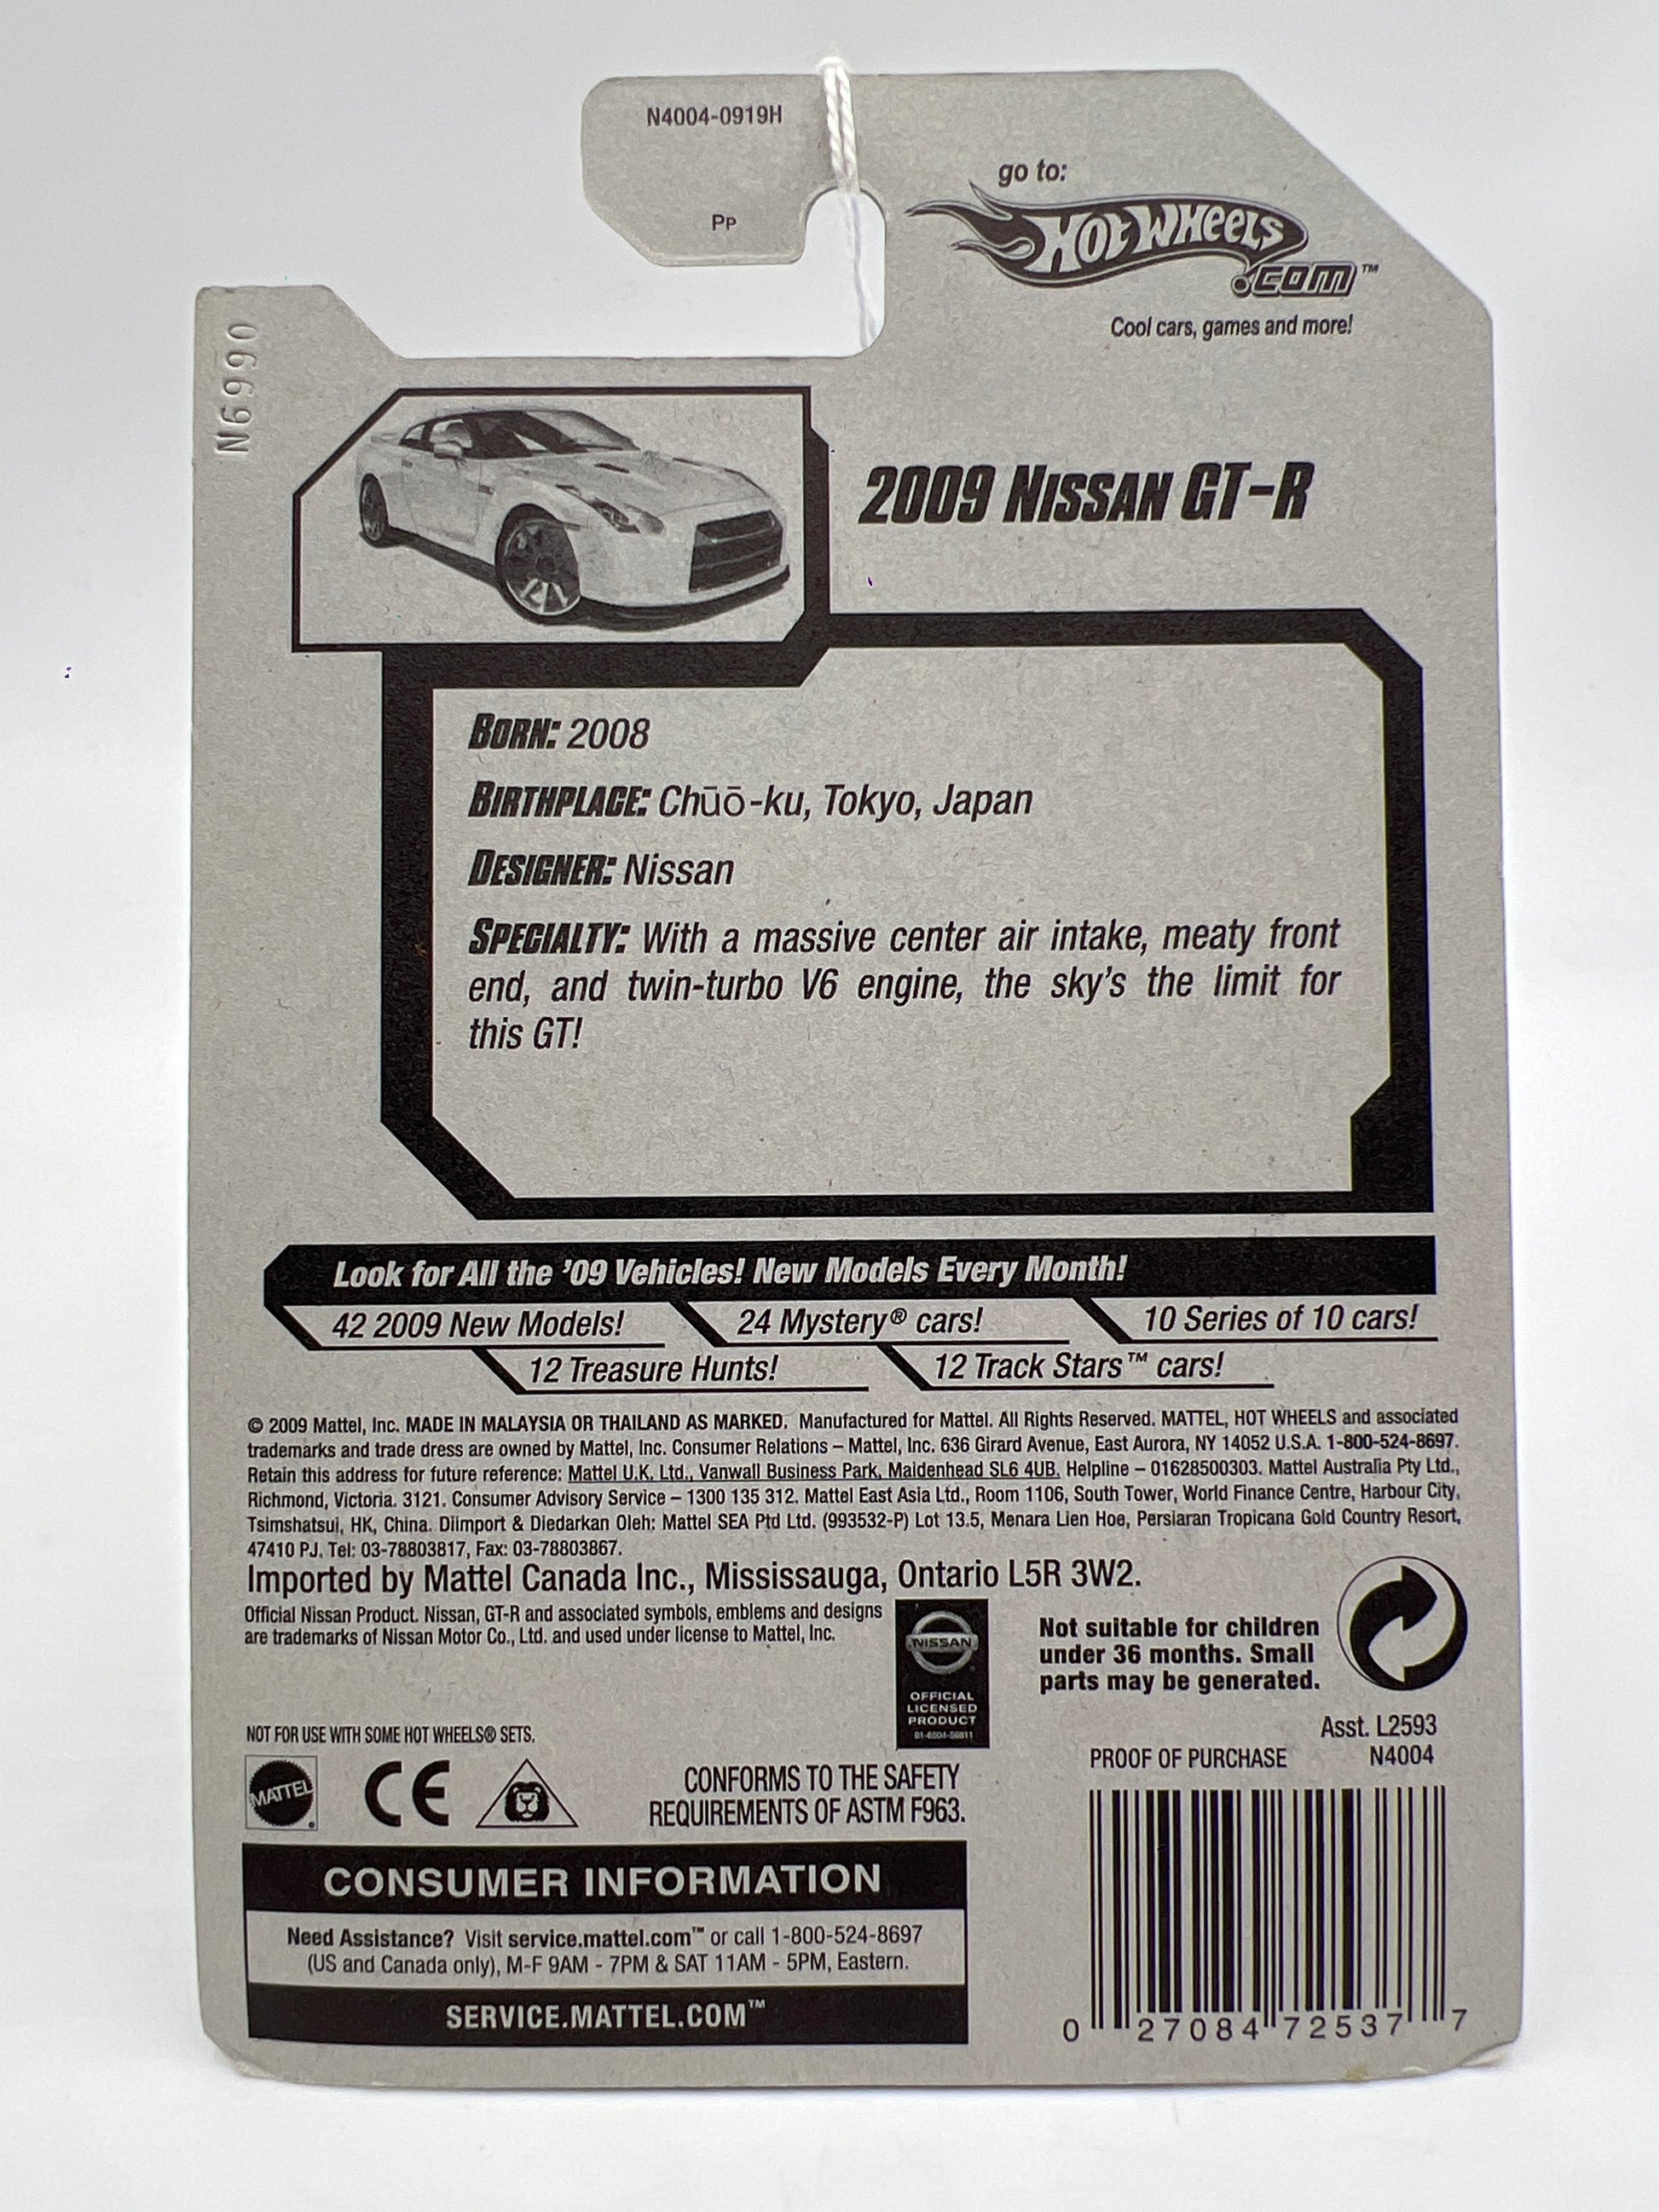 N4004-0919H
PP
go to:
HOT WHEELS
.COM™
Cool cars, games and more!
N6990
2009 NISSAN GT-R
BORN: 2008
BIRTHPLACE: Chūō-ku, Tokyo, Japan
DESIGNER: Nissan
SPECIALTY: With a massive center air intake, meaty front
end, and twin-turbo V6 engine, the sky's the limit for
this GT!
Look for All the '09 Vehicles! New Models Every Month!
42 2009 New Models! 24 Mystery® cars! 10 Series of 10 cars!
12 Treasure Hunts! 12 Track Stars™ cars!
© 2009 Mattel, Inc. MADE IN MALAYSIA OR THAILAND AS MARKED. Manufactured for Mattel. All Rights Reserved. MATTEL, HOT WHEELS and associated
trademarks and trade dress are owned by Mattel, Inc. Consumer Relations – Mattel, Inc. 636 Girard Avenue, East Aurora, NY 14052 U.S.A. 1-800-524-8697.
Retain this address for future reference: Mattel U.K. Ltd., Vanwall Business Park, Maidenhead SL6 4UB. Helpline – 01628500303. Mattel Australia Pty Ltd.,
Richmond, Victoria. 3121. Consumer Advisory Service – 1300 135 312. Mattel East Asia Ltd., Room 1106, South Tower, World Finance Centre, Harbour City,
Tsimshatsui, HK, China. Diimport & Diedarkan Oleh: Mattel SEA Ptd Ltd. (993532-P) Lot 13.5, Menara Lien Hoe, Persiaran Tropicana Gold Country Resort,
47410 PJ. Tel: 03-78803817, Fax: 03-78803867.
Imported by Mattel Canada Inc., Mississauga, Ontario L5R 3W2.
Official Nissan Product. Nissan, GT-R and associated symbols, emblems and designs
are trademarks of Nissan Motor Co., Ltd. and used under license to Mattel, Inc.
NISSAN
OFFICIAL
LICENSED
PRODUCT
Not suitable for children
under 36 months. Small
parts may be generated.
NOT FOR USE WITH SOME HOT WHEELS® SETS.
Asst. L2593
PROOF OF PURCHASE N4004
MATTEL
CE
CONFORMS TO THE SAFETY
REQUIREMENTS OF ASTM F963.
CONSUMER INFORMATION
Need Assistance? Visit service.mattel.com™ or call 1-800-524-8697
(US and Canada only), M-F 9AM - 7PM & SAT 11AM - 5PM, Eastern.
SERVICE.MATTEL.COM™
0 27084 72537 7